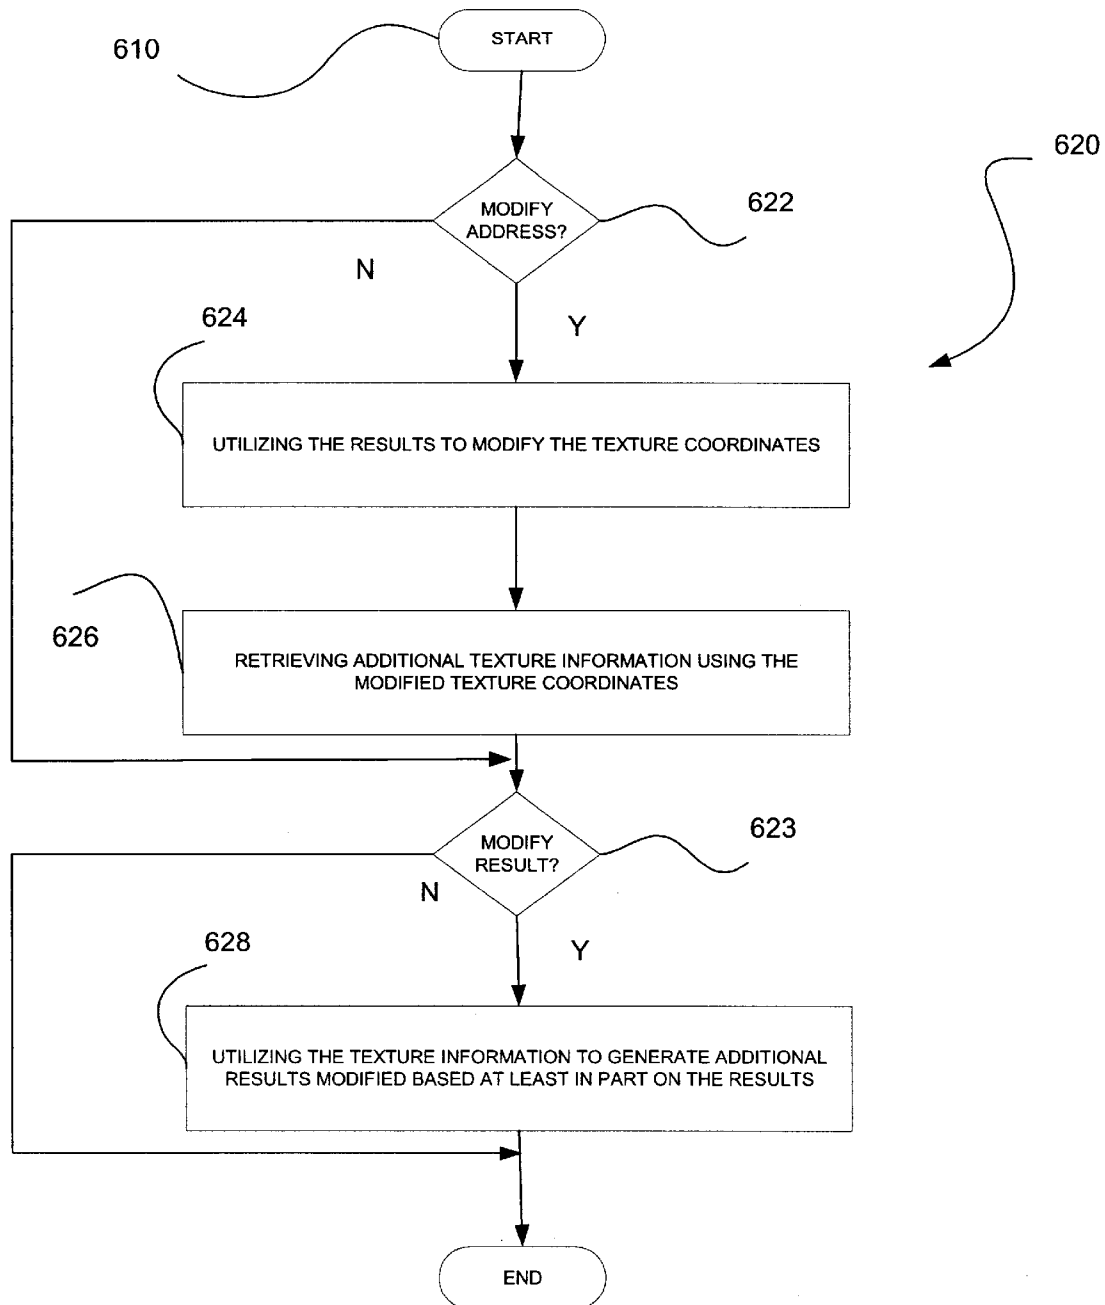 START
610
620
MODIFY
ADDRESS?
622
N
Y
624
UTILIZING THE RESULTS TO MODIFY THE TEXTURE COORDINATES
626
RETRIEVING ADDITIONAL TEXTURE INFORMATION USING THE
MODIFIED TEXTURE COORDINATES
MODIFY
RESULT?
623
N
Y
628
UTILIZING THE TEXTURE INFORMATION TO GENERATE ADDITIONAL
RESULTS MODIFIED BASED AT LEAST IN PART ON THE RESULTS
END